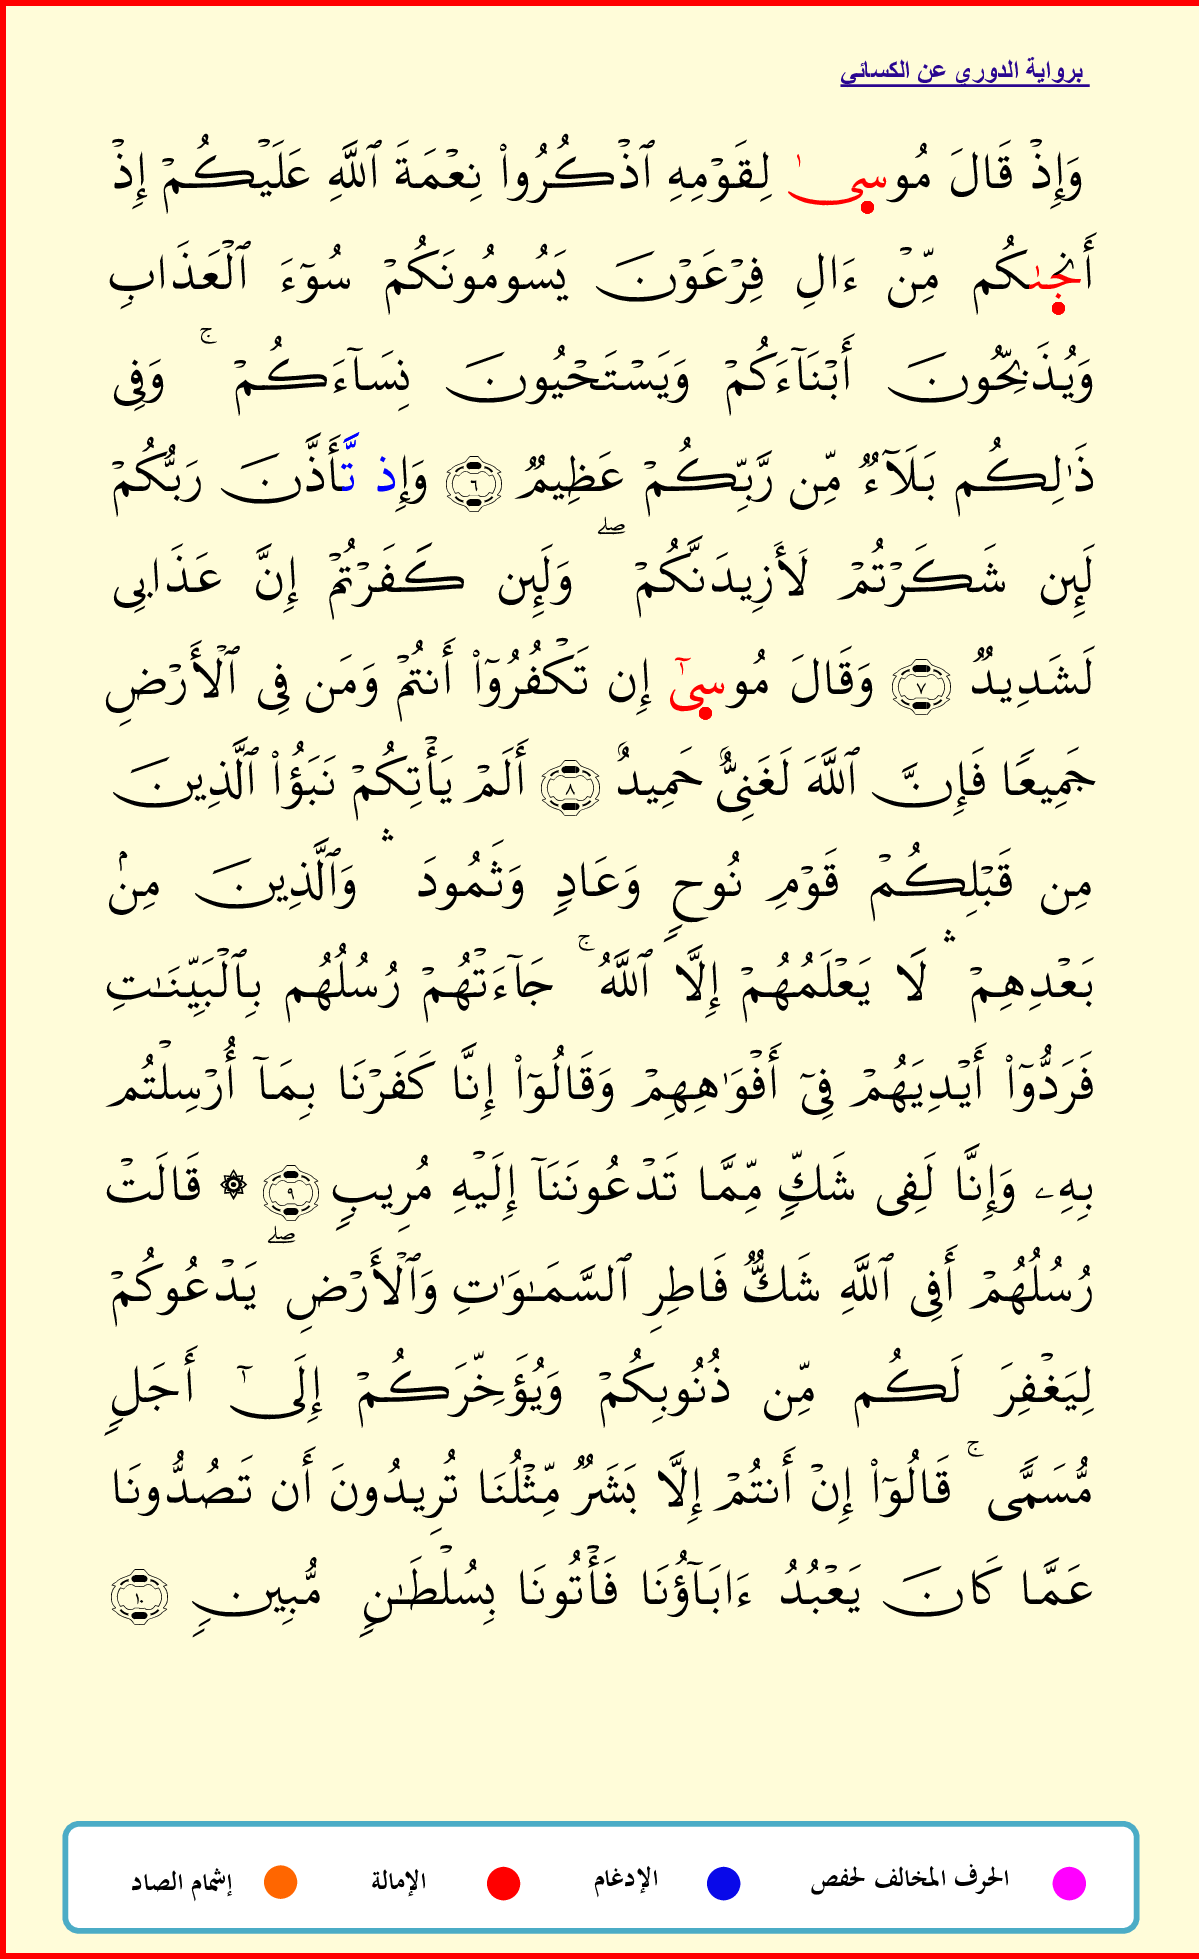 برواية الدوري عن الكسائي
وَإِذۡ قَالَ مُوسىٰ لِقَوۡمِهِ ٱذۡكُرُواْ نِعۡمَةَ ٱللَّهِ عَلَيۡكُمۡ إِذۡ
أَنجىٰكُم مِّنۡ ءَالِ فِرۡعَوۡنَ يَسُومُونَكُمۡ سُوٓءَ ٱلۡعَذَابِ
وَيُذَبِّحُونَ أَبۡنَآءَكُمۡ وَيَسۡتَحۡيُونَ نِسَآءَكُمۡۚ وَفِي
ذَٰلِكُم بَلَآءٞ مِّن رَّبِّكُمۡ عَظِيمٞ ٦ وَإِذ تَّأَذَّنَ رَبُّكُمۡ
لَئِن شَكَرۡتُمۡ لَأَزِيدَنَّكُمۡۖ وَلَئِن كَفَرۡتُمۡ إِنَّ عَذَابِي
لَشَدِيدٞ ٧ وَقَالَ مُوسىٰٓ إِن تَكۡفُرُوٓاْ أَنتُمۡ وَمَن فِي ٱلۡأَرۡضِ
جَمِيعٗا فَإِنَّ ٱللَّهَ لَغَنِيٌّ حَمِيدٌ ٨ أَلَمۡ يَأۡتِكُمۡ نَبَؤُاْ ٱلَّذِينَ
مِن قَبۡلِكُمۡ قَوۡمِ نُوحٖ وَعَادٖ وَثَمُودَ ۛ وَٱلَّذِينَ مِنۢ
بَعۡدِهِمۡ ۛ لَا يَعۡلَمُهُمۡ إِلَّا ٱللَّهُۚ جَآءَتۡهُمۡ رُسُلُهُم بِٱلۡبَيِّنَٰتِ
فَرَدُّوٓاْ أَيۡدِيَهُمۡ فِيٓ أَفۡوَٰهِهِمۡ وَقَالُوٓاْ إِنَّا كَفَرۡنَا بِمَآ أُرۡسِلۡتُم
بِهِۦ وَإِنَّا لَفِي شَكّٖ مِّمَّا تَدۡعُونَنَآ إِلَيۡهِ مُرِيبٖ ٩ ۞ قَالَتۡ
رُسُلُهُمۡ أَفِي ٱللَّهِ شَكّٞ فَاطِرِ ٱلسَّمَٰوَٰتِ وَٱلۡأَرۡضِۖ يَدۡعُوكُمۡ
لِيَغۡفِرَ لَكُم مِّن ذُنُوبِكُمۡ وَيُؤَخِّرَكُمۡ إِلَىٰٓ أَجَلٖ
مُّسَمّٗىۚ قَالُوٓاْ إِنۡ أَنتُمۡ إِلَّا بَشَرٞ مِّثۡلُنَا تُرِيدُونَ أَن تَصُدُّونَا
عَمَّا كَانَ يَعۡبُدُ ءَابَآؤُنَا فَأۡتُونَا بِسُلۡطَٰنٖ مُّبِينٖ ١٠
الحرف المخالف لحفص الإدغام الإمالة إشمام الصاد